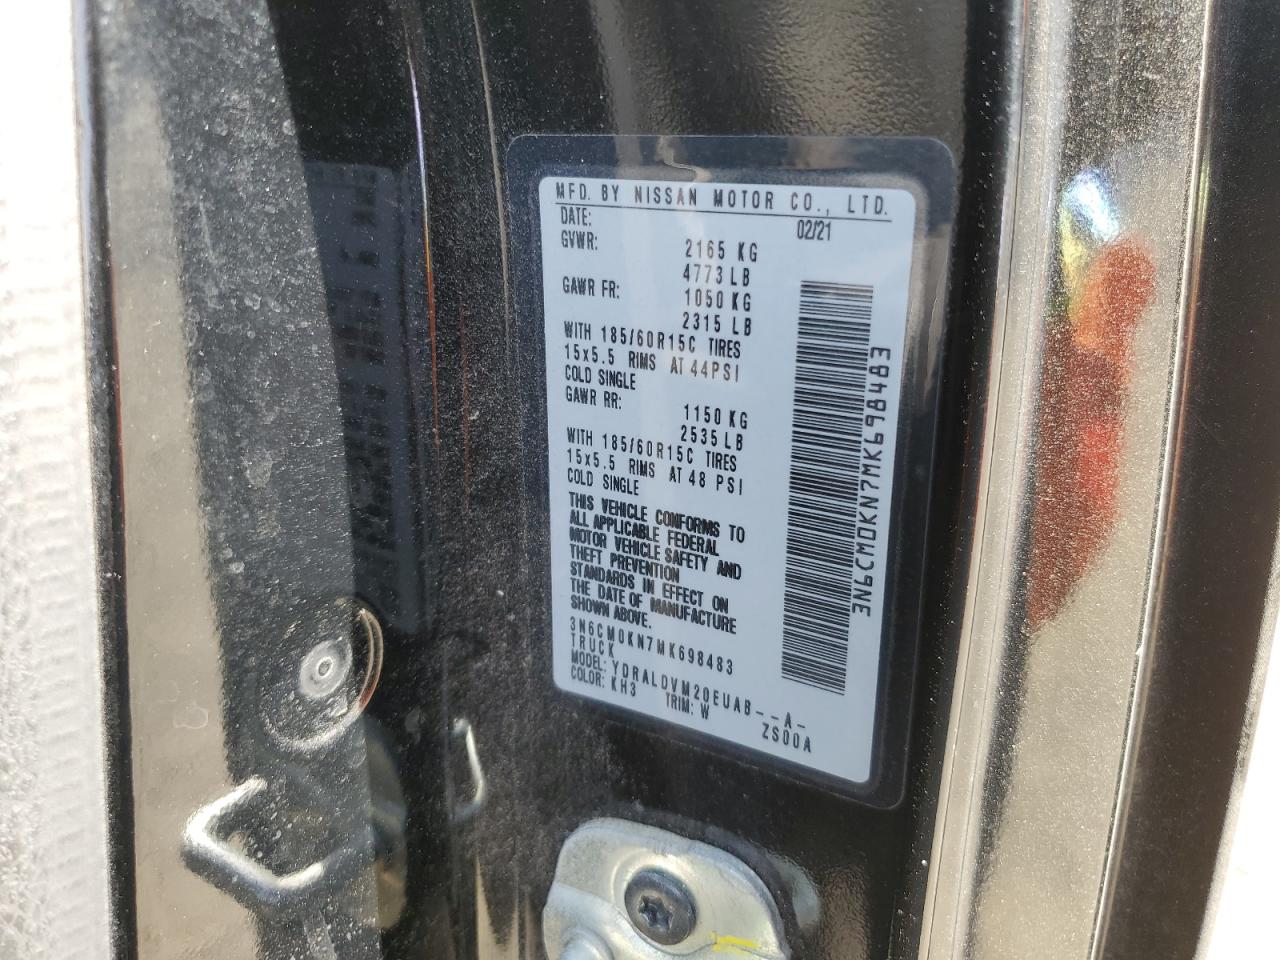 MFD. BY NISSAN MOTOR CO., LTD.
DATE: 02/21
GVWR: 2165 KG
4773 LB
GAWR FR: 1050 KG
2315 LB
WITH 185/60R15C TIRES
15x5.5 RIMS AT 44PSI
COLD SINGLE
GAWR RR: 1150 KG
2535 LB
WITH 185/60R15C TIRES
15x5.5 RIMS AT 48 PSI
COLD SINGLE
THIS VEHICLE CONFORMS TO
ALL APPLICABLE FEDERAL
MOTOR VEHICLE SAFETY AND
THEFT PREVENTION
STANDARDS IN EFFECT ON
THE DATE OF MANUFACTURE
SHOWN ABOVE.
3N6CM0KN7MK698483
TRUCK
MODEL: YDRALDVM20EUAB--A-
COLOR: KH3 TRIM: W ZS00A
3N6CM0KN7MK698483